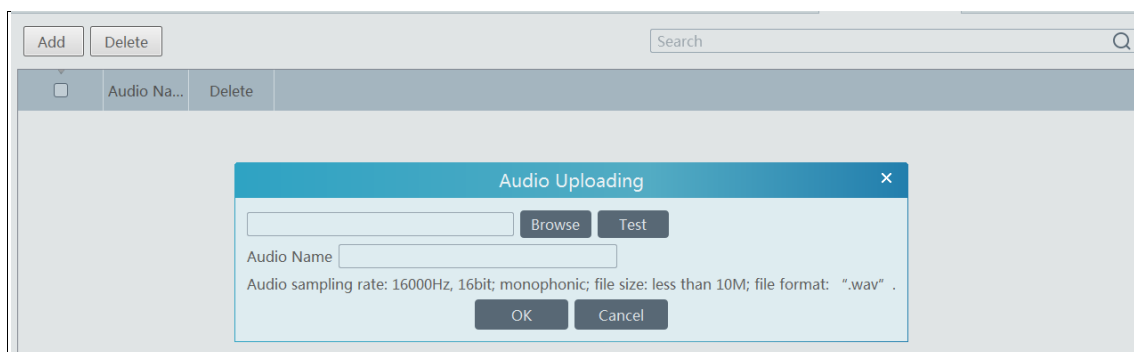 Add Delete Search
Audio Na... Delete
Audio Uploading ×
Browse Test
Audio Name
Audio sampling rate: 16000Hz, 16bit; monophonic; file size: less than 10M; file format: “.wav” .
OK Cancel